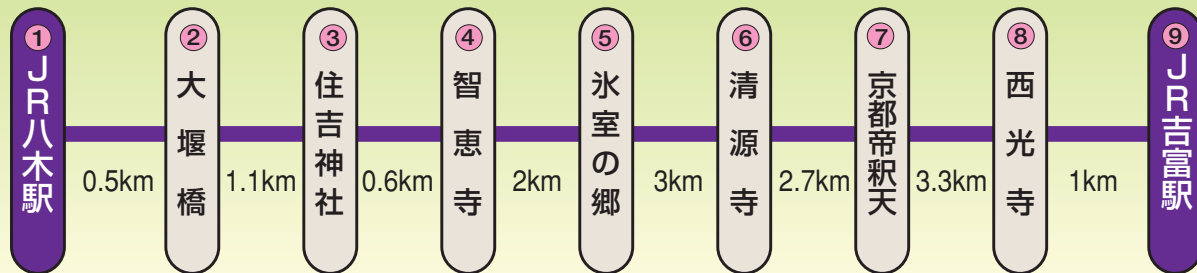 ①JR八木駅
0.5km
②大堰橋
1.1km
③住吉神社
0.6km
④智恵寺
2km
⑤氷室の郷
3km
⑥清源寺
2.7km
⑦京都帝釈天
3.3km
⑧西光寺
1km
⑨JR吉富駅